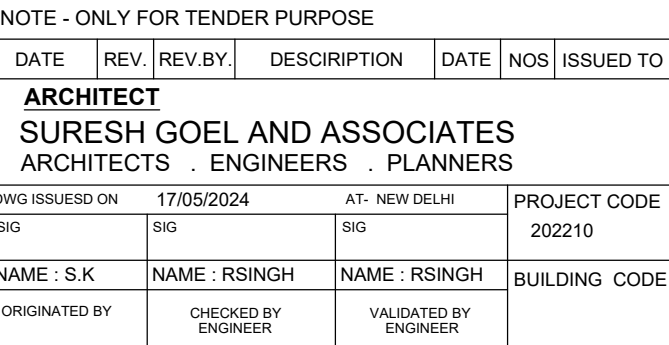 NOTE - ONLY FOR TENDER PURPOSE
DATE REV. REV.BY. DESCIRIPTION DATE NOS ISSUED TO
ARCHITECT
SURESH GOEL AND ASSOCIATES
ARCHITECTS . ENGINEERS . PLANNERS
DWG ISSUESD ON 17/05/2024 AT- NEW DELHI PROJECT CODE
SIG SIG SIG 202210
NAME : S.K NAME : RSINGH NAME : RSINGH BUILDING CODE
ORIGINATED BY CHECKED BY ENGINEER VALIDATED BY ENGINEER